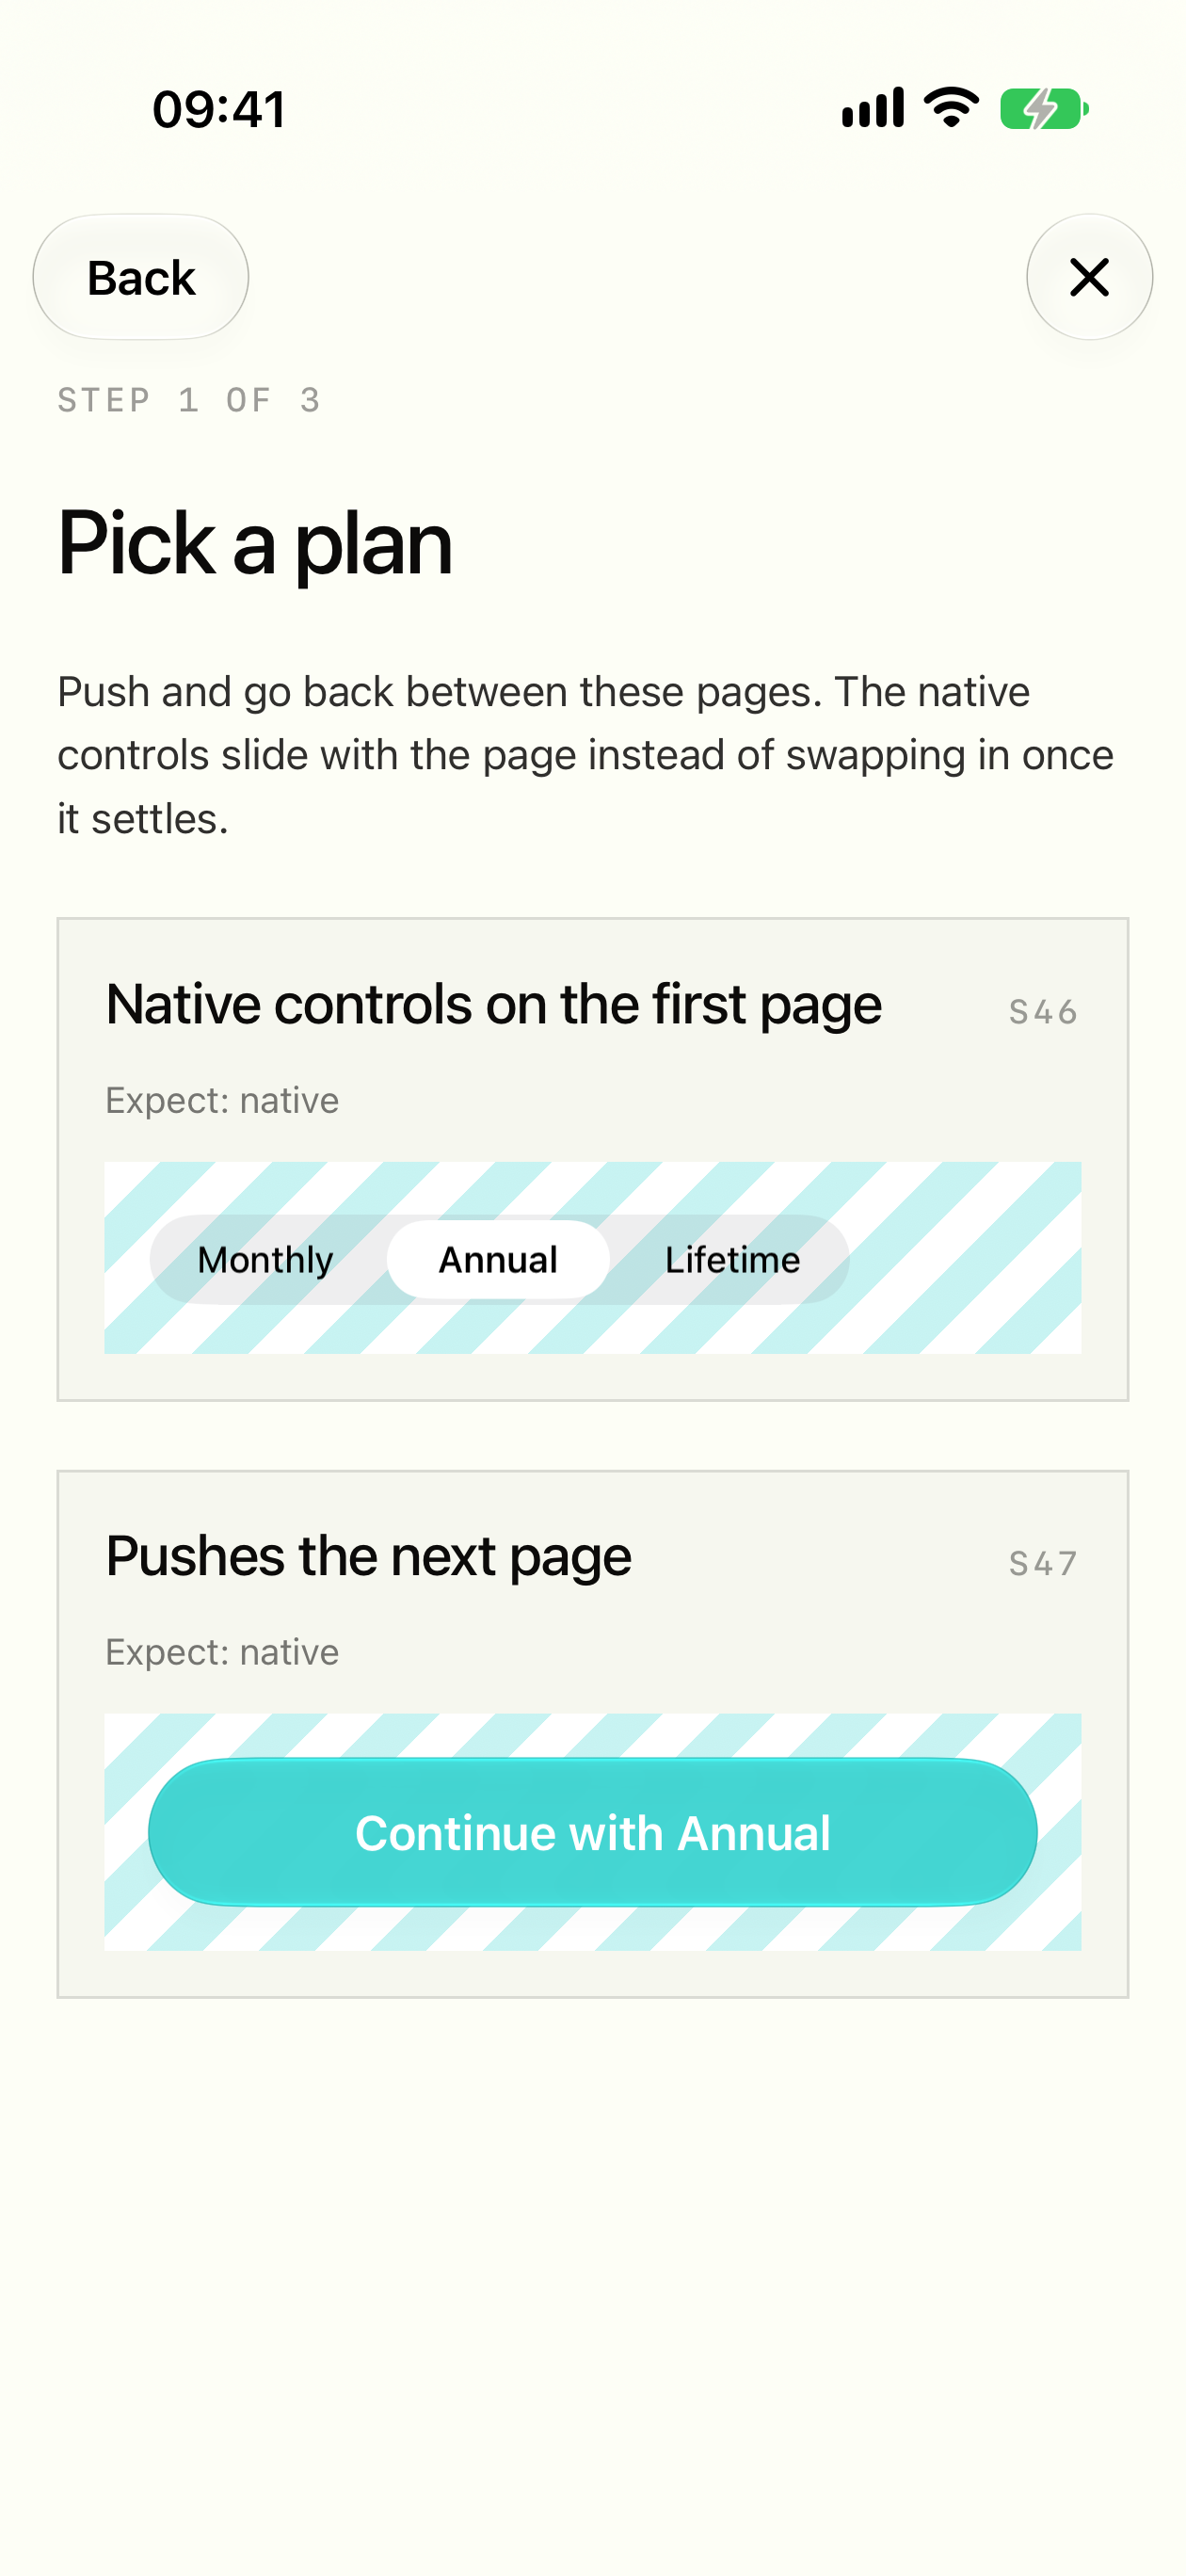 09:41
Back
STEP 1 OF 3
Pick a plan
Push and go back between these pages. The native
controls slide with the page instead of swapping in once
it settles.
Native controls on the first page S46
Expect: native
Monthly Annual Lifetime
Pushes the next page S47
Expect: native
Continue with Annual